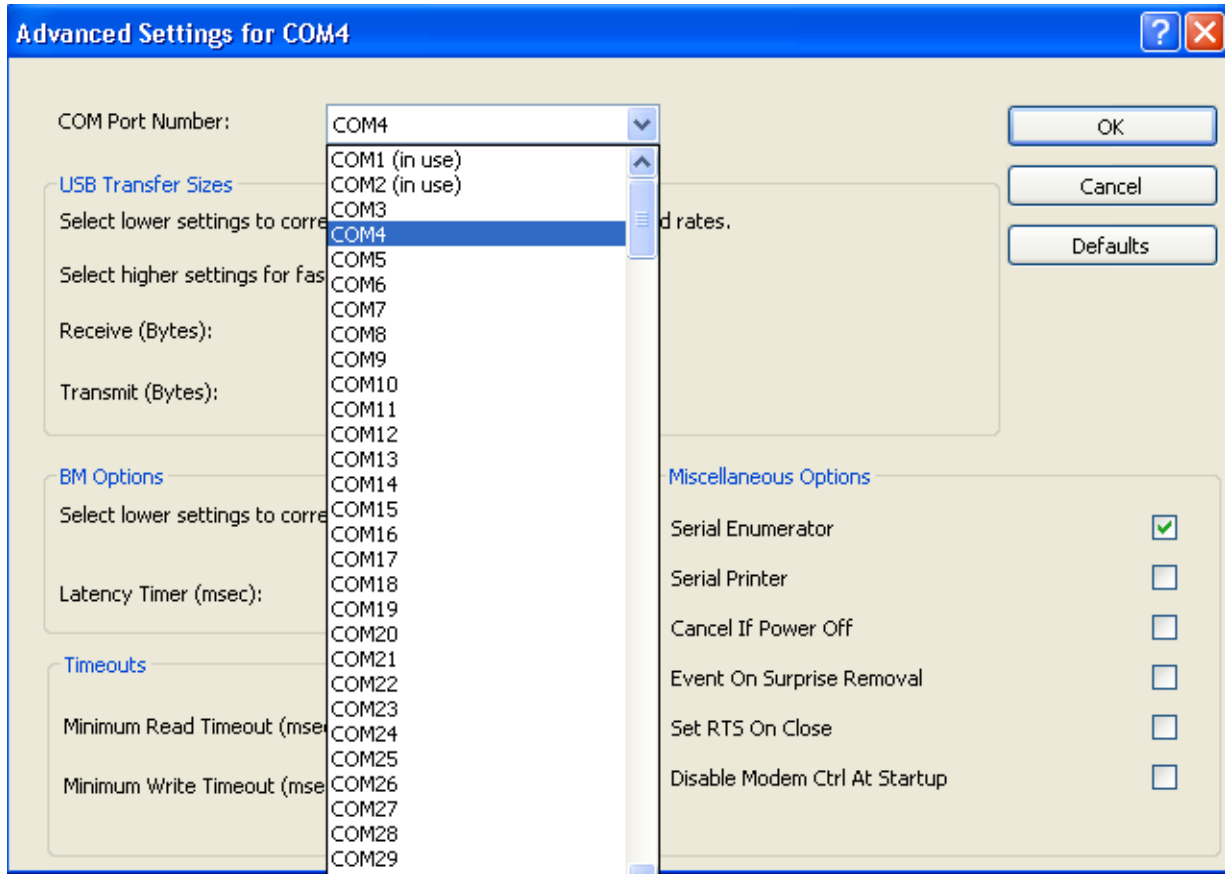 Advanced Settings for COM4
COM Port Number:
COM4
OK
Cancel
Defaults
COM1 (in use)
COM2 (in use)
COM3
COM4
COM5
COM6
COM7
COM8
COM9
COM10
COM11
COM12
COM13
COM14
COM15
COM16
COM17
COM18
COM19
COM20
COM21
COM22
COM23
COM24
COM25
COM26
COM27
COM28
COM29
USB Transfer Sizes
Select lower settings to corre d rates.
Select higher settings for fas
Receive (Bytes):
Transmit (Bytes):
BM Options
Select lower settings to corre
Latency Timer (msec):
Timeouts
Minimum Read Timeout (mse
Minimum Write Timeout (mse
Miscellaneous Options
Serial Enumerator
Serial Printer
Cancel If Power Off
Event On Surprise Removal
Set RTS On Close
Disable Modem Ctrl At Startup